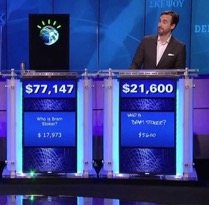 $77,147
$21,600
Who is Bram
Stoker?
$ 17,973
WHO IS
BRAM STOKER?
$5600